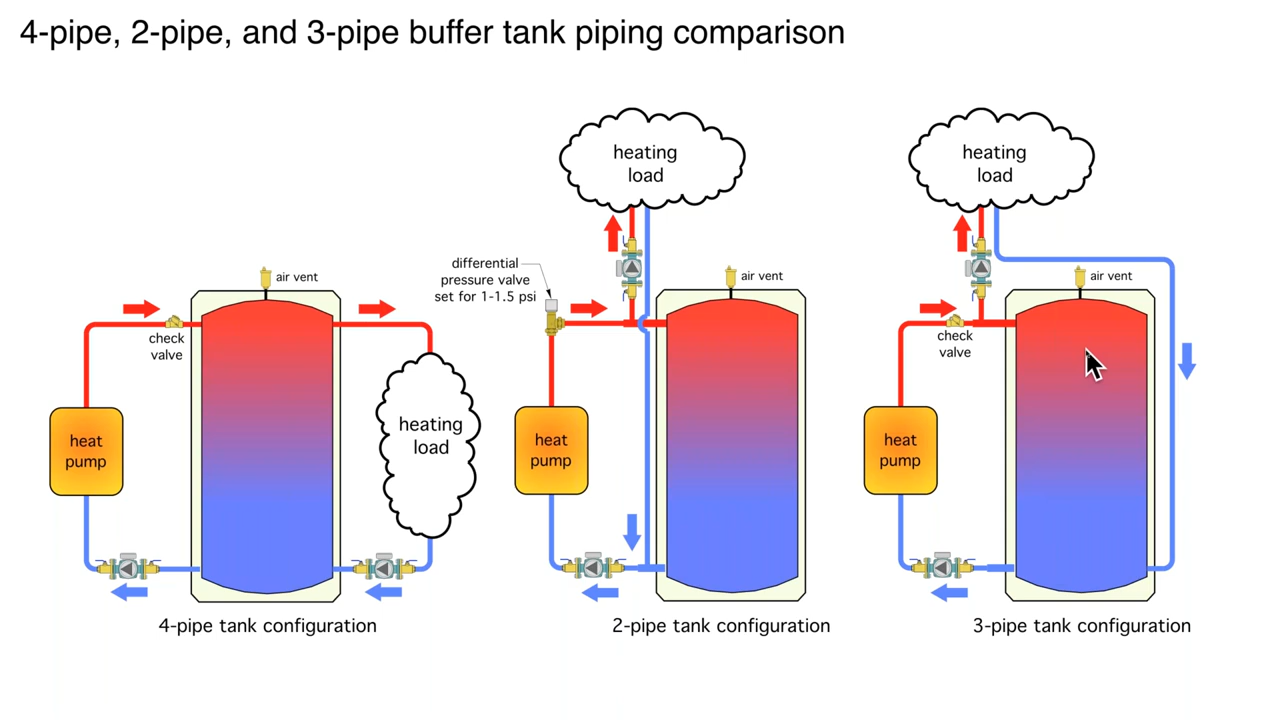 4-pipe, 2-pipe, and 3-pipe buffer tank piping comparison
air vent
check
valve
heat
pump
heating
load
4-pipe tank configuration
heating
load
differential
pressure valve
set for 1-1.5 psi
air vent
heat
pump
2-pipe tank configuration
heating
load
air vent
check
valve
heat
pump
3-pipe tank configuration